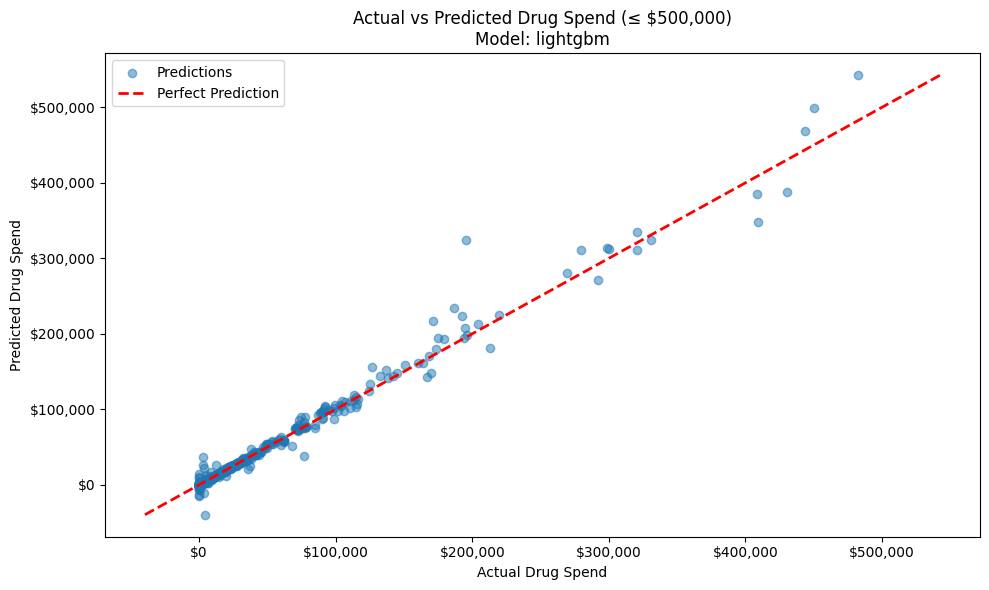 Actual vs Predicted Drug Spend (≤ $500,000)
Model: lightgbm
Predictions
Perfect Prediction
Predicted Drug Spend
$500,000
$400,000
$300,000
$200,000
$100,000
$0
$0 $100,000 $200,000 $300,000 $400,000 $500,000
Actual Drug Spend